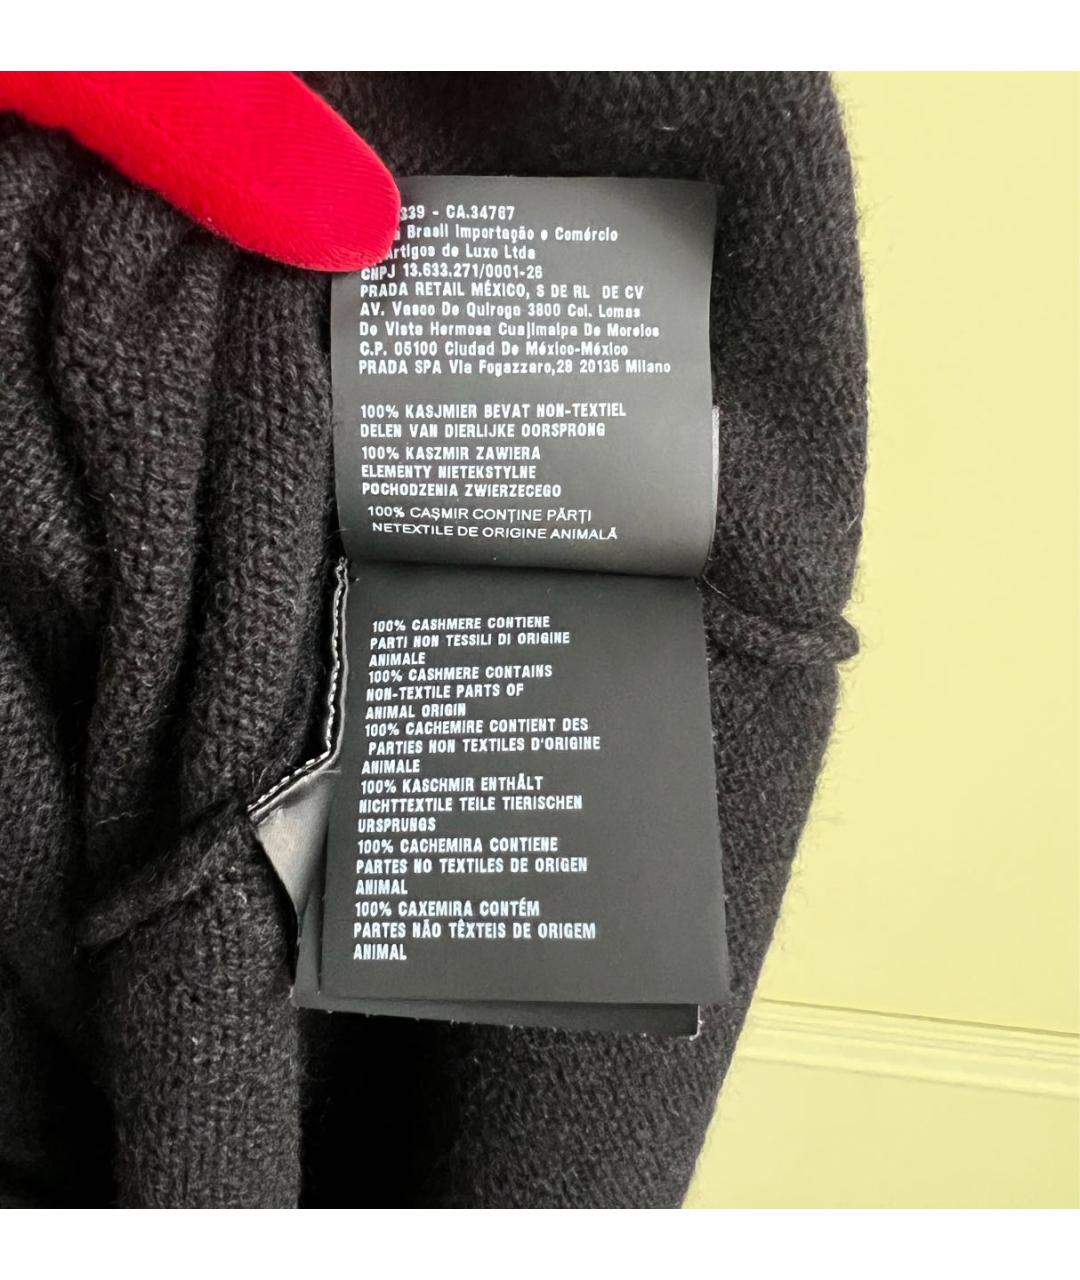 339 - CA.34767
Brasil Importação e Comércio
Artigos de Luxo Ltda
CNPJ 13.633.271/0001-26
PRADA RETAIL MÉXICO, S DE RL DE CV
AV. Vasco De Quiroga 3800 Col. Lomas
De Vista Hermosa Cuajimalpa De Morelos
C.P. 05100 Ciudad De México-México
PRADA SPA Via Fogazzaro,28 20135 Milano
100% KASJMIER BEVAT NON-TEXTIEL
DELEN VAN DIERLIJKE OORSPRONG
100% KASZMIR ZAWIERA
ELEMENTY NIETEKSTYLNE
POCHODZENIA ZWIERZECEGO
100% CAȘMIR CONȚINE PĂRȚI
NETEXTILE DE ORIGINE ANIMALĂ
100% CASHMERE CONTIENE
PARTI NON TESSILI DI ORIGINE
ANIMALE
100% CASHMERE CONTAINS
NON-TEXTILE PARTS OF
ANIMAL ORIGIN
100% CACHEMIRE CONTIENT DES
PARTIES NON TEXTILES D'ORIGINE
ANIMALE
100% KASCHMIR ENTHÄLT
NICHTTEXTILE TEILE TIERISCHEN
URSPRUNGS
100% CACHEMIRA CONTIENE
PARTES NO TEXTILES DE ORIGEN
ANIMAL
100% CAXEMIRA CONTÉM
PARTES NÃO TÊXTEIS DE ORIGEM
ANIMAL